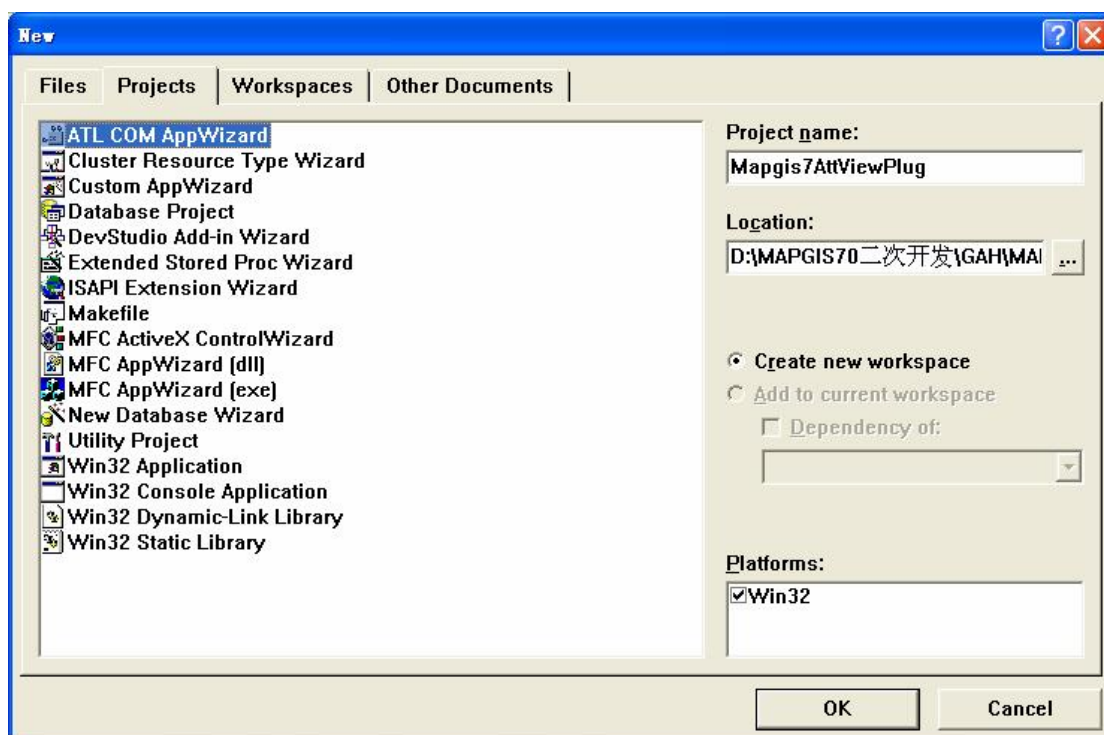 New
Files Projects Workspaces Other Documents
ATL COM AppWizard
Cluster Resource Type Wizard
Custom AppWizard
Database Project
DevStudio Add-in Wizard
Extended Stored Proc Wizard
ISAPI Extension Wizard
Makefile
MFC ActiveX ControlWizard
MFC AppWizard (dll)
MFC AppWizard (exe)
New Database Wizard
Utility Project
Win32 Application
Win32 Console Application
Win32 Dynamic-Link Library
Win32 Static Library
Project name:
Mapgis7AttViewPlug
Location:
D:\MAPGIS70二次开发\GAH\MAI
...
Create new workspace
Add to current workspace
Dependency of:
Platforms:
Win32
OK Cancel